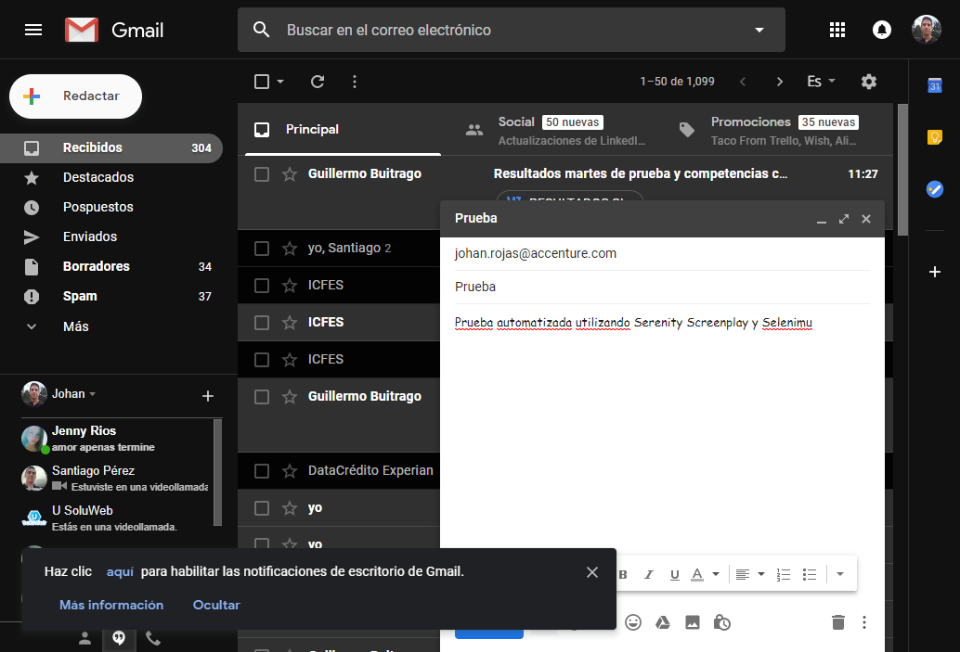 Gmail
Buscar en el correo electrónico
Redactar
1–50 de 1,099
Es
Principal
Social 50 nuevas
Actualizaciones de LinkedI...
Promociones 35 nuevas
Taco From Trello, Wish, Ali...
Recibidos 304
Destacados
Pospuestos
Enviados
Borradores 34
Spam 37
Más
Guillermo Buitrago Resultados martes de prueba y competencias c... 11:27
yo, Santiago 2
ICFES
ICFES
ICFES
Guillermo Buitrago
DataCrédito Experian
yo
yo
Prueba
johan.rojas@accenture.com
Prueba
Prueba automatizada utilizando Serenity Screenplay y Selenimu
Johan
Jenny Rios
amor apenas termine
Santiago Pérez
Estuviste en una videollamada
U SoluWeb
Estás en una videollamada.
Haz clic aquí para habilitar las notificaciones de escritorio de Gmail.
Más información Ocultar
B I U A
31